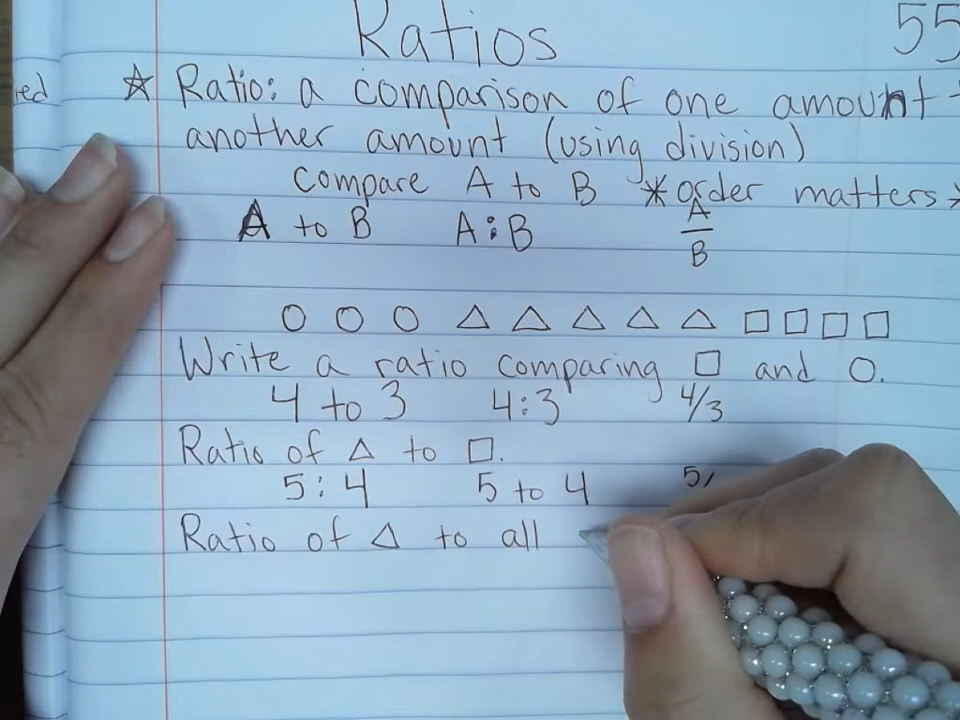 Ratios 55
red ☆ Ratio: a comparison of one amount
another amount (using division)
Compare A to B *order matters*
A to B A:B A/B
○ ○ ○ △ △ △ △ △ □ □ □ □
Write a ratio comparing □ and ○.
4 to 3 4:3 4/3
Ratio of △ to □.
5:4 5 to 4 5/
Ratio of △ to all